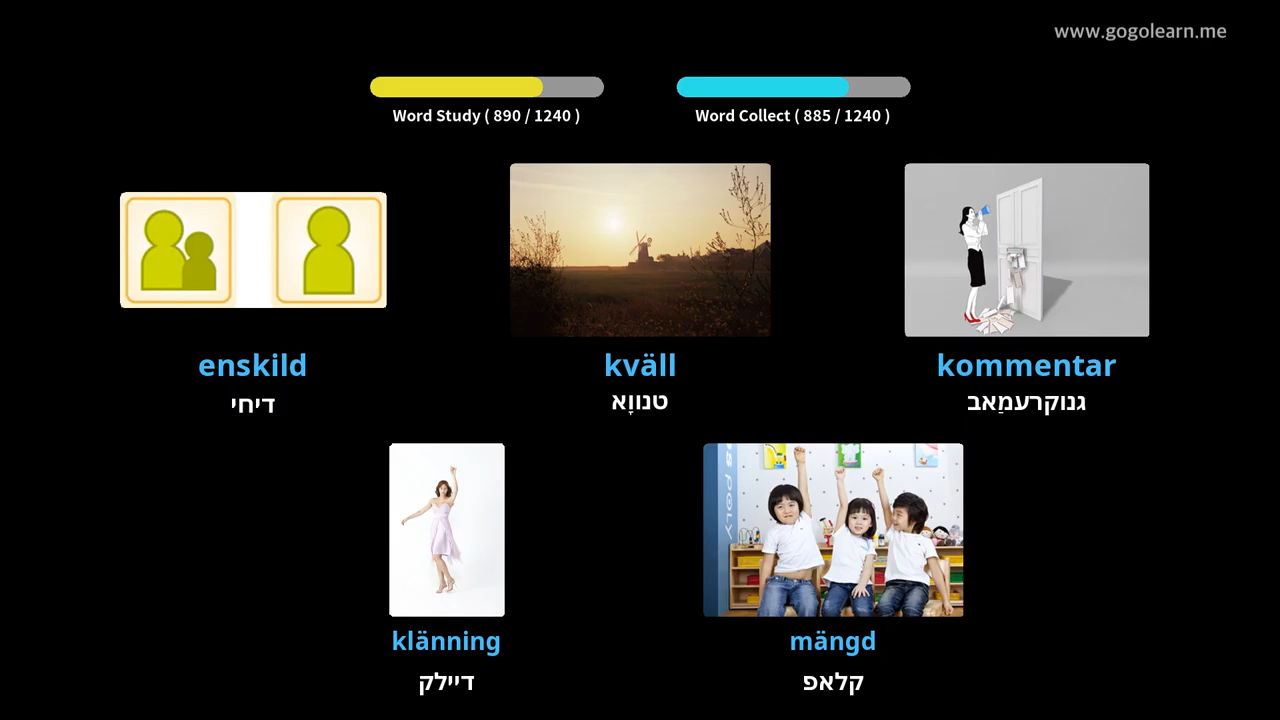 www.gogolearn.me
Word Study ( 890 / 1240 )
Word Collect ( 885 / 1240 )
enskild
דיחי
kväll
טנווָא
kommentar
גנוקרעמַאב
klänning
דיילק
mängd
קלאפ